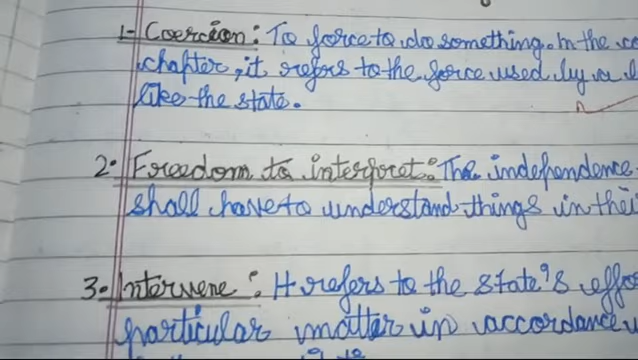 1- Coercion: To force to do something. In the
chapter, it refers to the force used by a
like the state.
2. Freedom to interpret: The independence
shall have to understand things in their
3. Intervene: It refers to the state's
particular matter in accordance